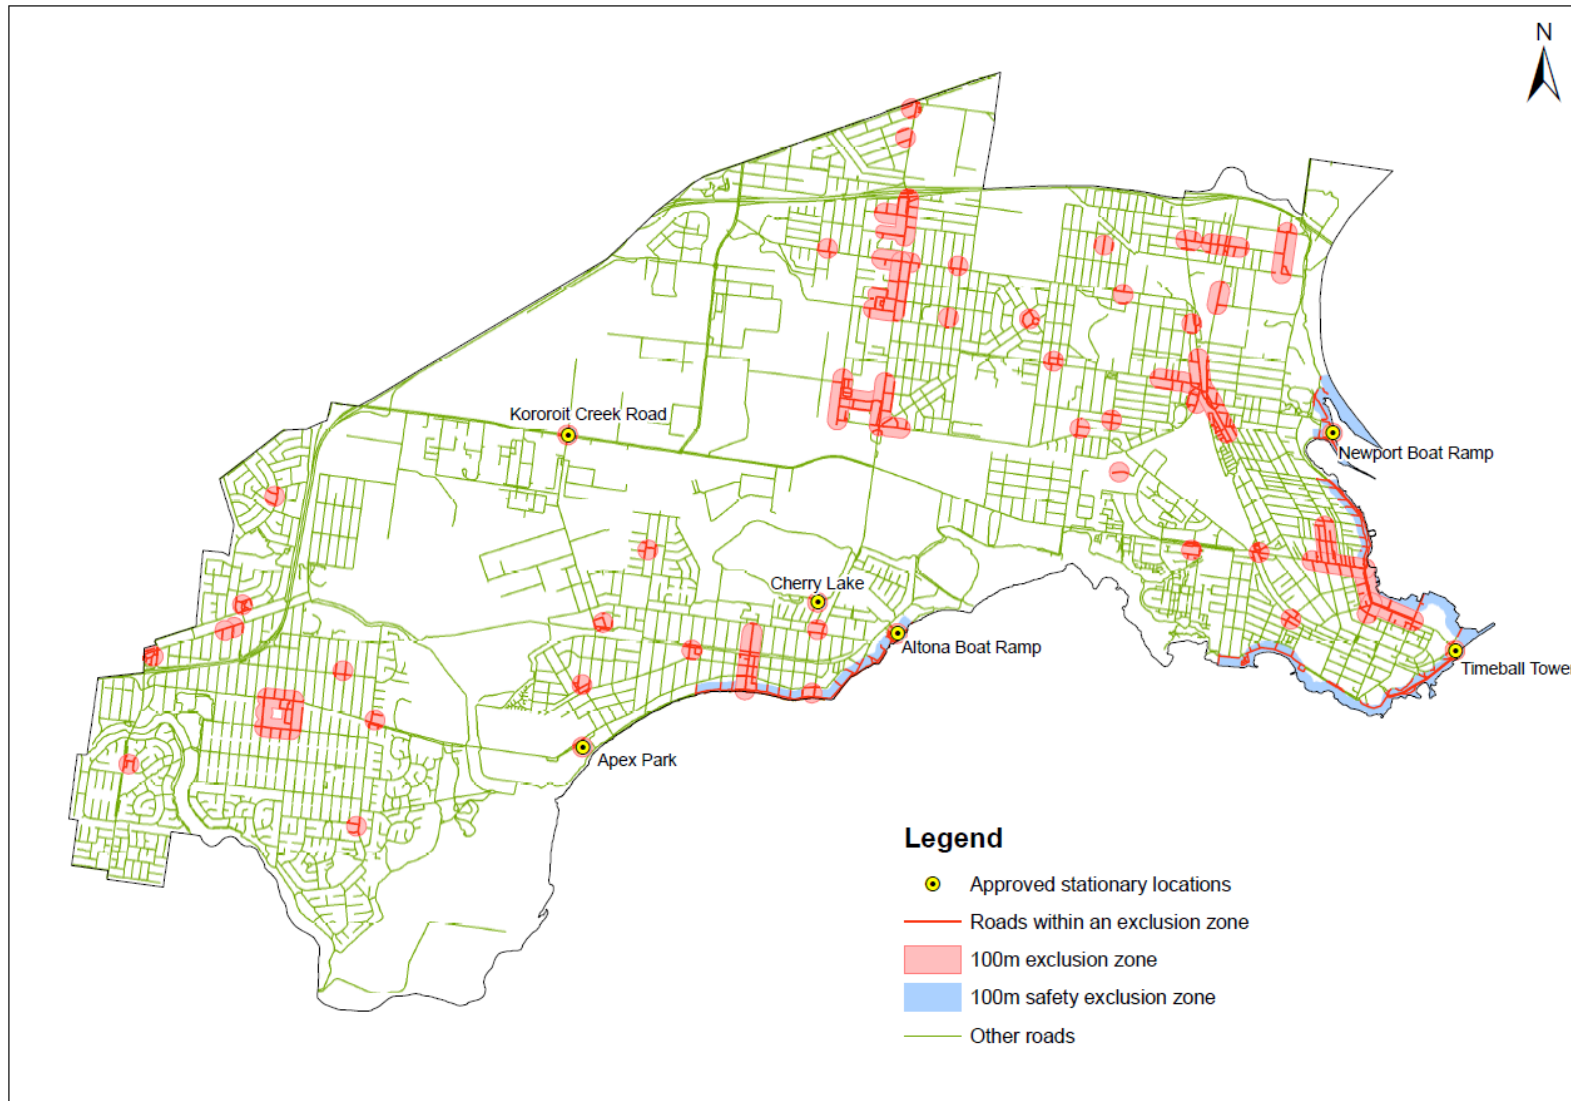 N
Kororoit Creek Road
Newport Boat Ramp
Cherry Lake
Altona Boat Ramp
Timeball Tower
Apex Park
Legend
Approved stationary locations
Roads within an exclusion zone
100m exclusion zone
100m safety exclusion zone
Other roads